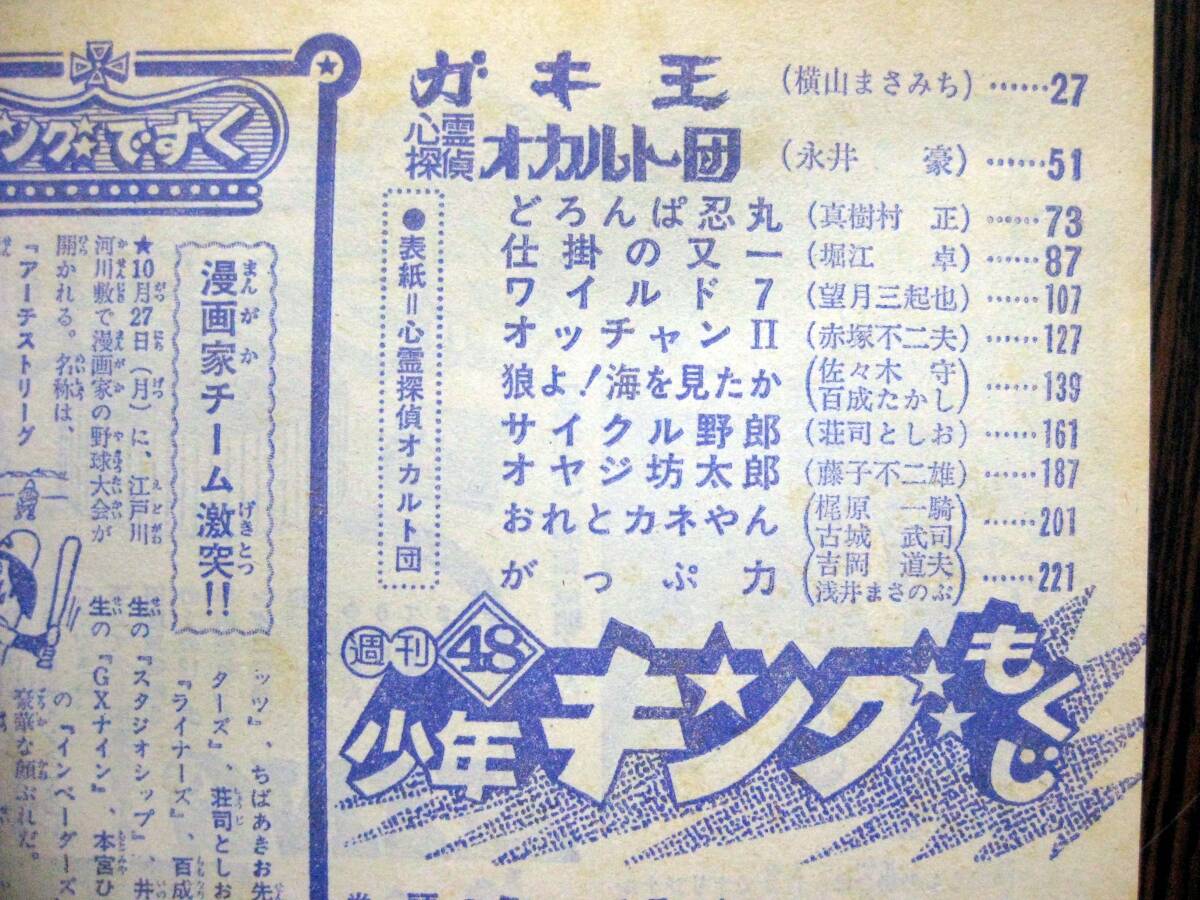 ガキ王 (横山まさみち) ……27
心霊探偵オカルト団 (永井 豪) ……51
どろんぱ忍丸 (真樹村 正) ……73
仕掛の又一 (堀江 卓) ……87
ワイルド7 (望月三起也) ……107
オッチャンⅡ (赤塚不二夫) ……127
狼よ!海を見たか (佐々木 守 百成たかし) ……139
サイクル野郎 (荘司としお) ……161
オヤジ坊太郎 (藤子不二雄) ……187
おれとカネやん (梶原 一騎 古城 武司) ……201
がっぷ力 (吉岡 道夫 浅井まさのぶ) ……221
●表紙=心霊探偵オカルト団
週刊 48
少年キング もくじ
ングですく
漫画家チーム激突!!
まんが か げきとつ
★10月27日(月)に、江戸川
河川敷で漫画家の野球大会が
開かれる。名称は、
『アーチストリーグ
ッツ』、ちばあきお先
生の『スタジオシップ』、井
ターズ』、荘司としお
生の『GXナイン』、本宮ひ
『ライナーズ』、百成
の『インベーダーズ
豪華な顔ぶれだ。